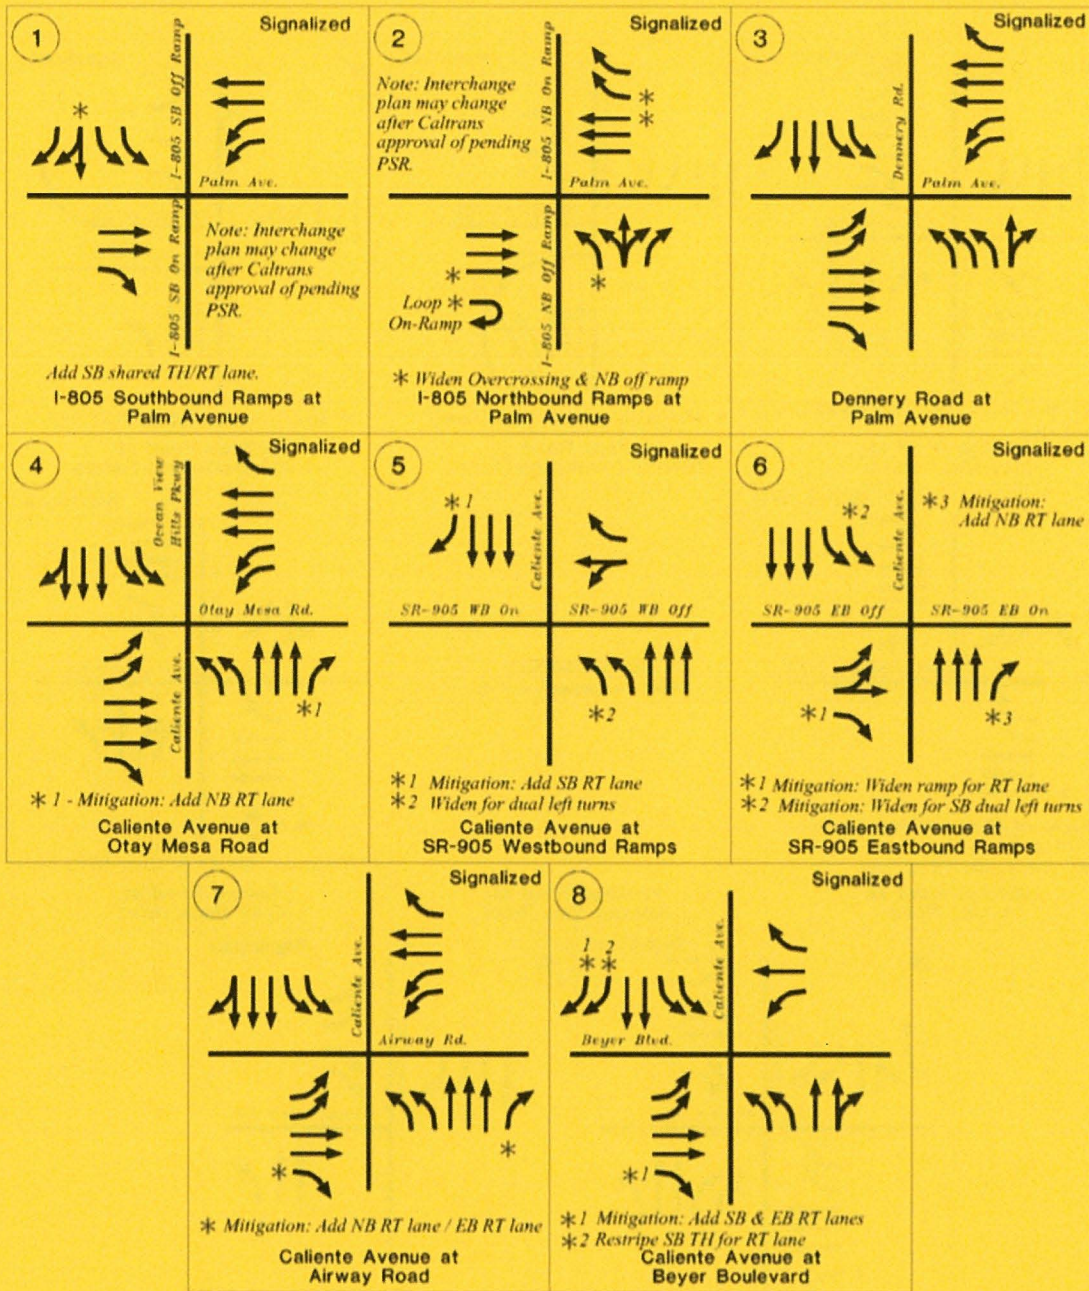 1
Signalized
I-805 SB Off Ramp
*
Palm Ave.
I-805 SB On Ramp
Note: Interchange
plan may change
after Caltrans
approval of pending
PSR.
Add SB shared TH/RT lane.
I-805 Southbound Ramps at
Palm Avenue
2
Signalized
Note: Interchange
plan may change
after Caltrans
approval of pending
PSR.
I-805 NB On Ramp
*
*
Palm Ave.
I-805 NB Off Ramp
*
Loop *
On-Ramp
*
* Widen Overcrossing & NB off ramp
I-805 Northbound Ramps at
Palm Avenue
3
Signalized
Dennery Rd.
Palm Ave.
Dennery Road at
Palm Avenue
4
Signalized
Ocean View
Hills Pkwy
Otay Mesa Rd.
Caliente Ave.
*1
* 1 - Mitigation: Add NB RT lane
Caliente Avenue at
Otay Mesa Road
5
Signalized
*1
Caliente Ave.
SR-905 WB On
SR-905 WB Off
*2
*1 Mitigation: Add SB RT lane
*2 Widen for dual left turns
Caliente Avenue at
SR-905 Westbound Ramps
6
Signalized
*2
Caliente Ave.
*3 Mitigation:
Add NB RT lane
SR-905 EB Off
SR-905 EB On
*1
*3
*1 Mitigation: Widen ramp for RT lane
*2 Mitigation: Widen for SB dual left turns
Caliente Avenue at
SR-905 Eastbound Ramps
7
Signalized
Caliente Ave.
Airway Rd.
*
*
* Mitigation: Add NB RT lane / EB RT lane
Caliente Avenue at
Airway Road
8
Signalized
1 2
* *
Caliente Ave.
Beyer Blvd.
*1
*1 Mitigation: Add SB & EB RT lanes
*2 Restripe SB TH for RT lane
Caliente Avenue at
Beyer Boulevard